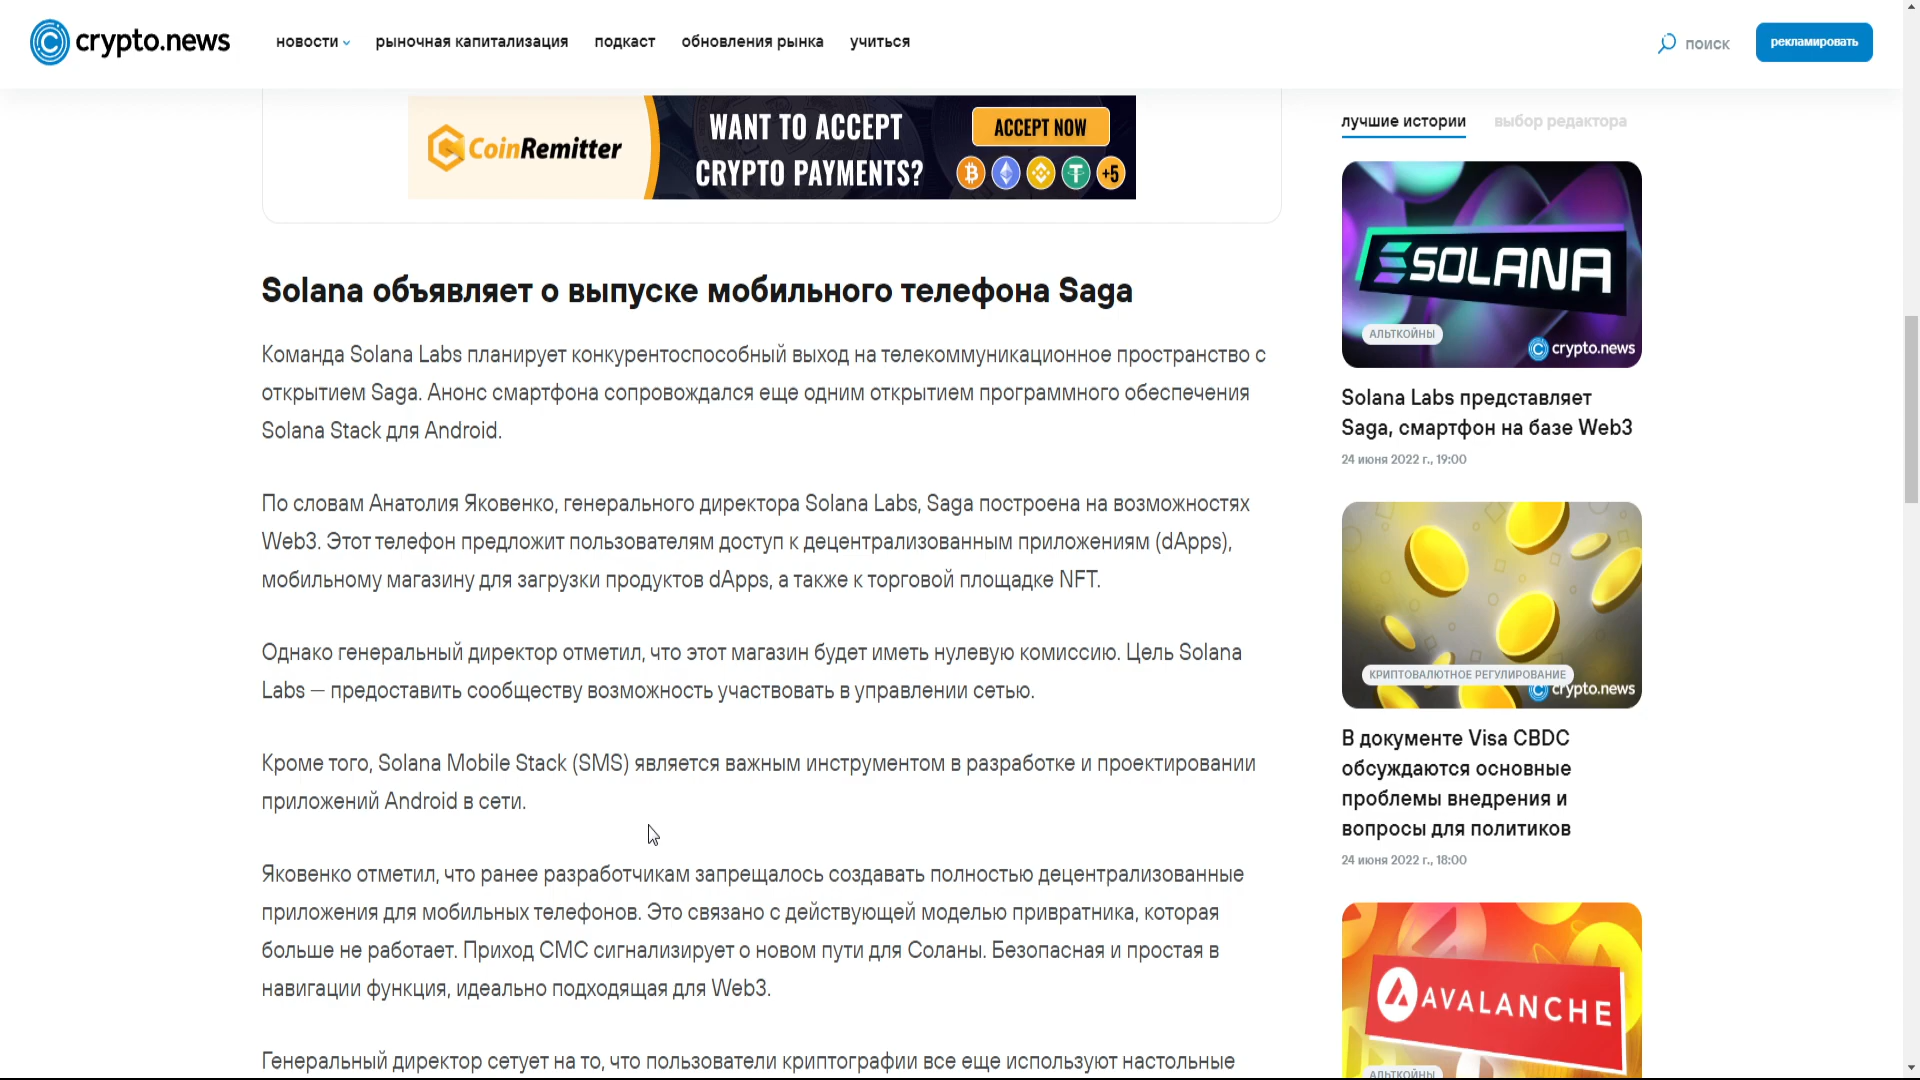 crypto.news
новости
рыночная капитализация
подкаст
обновления рынка
учиться
поиск
рекламировать
CoinRemitter
WANT TO ACCEPT
CRYPTO PAYMENTS?
ACCEPT NOW
+5
Solana объявляет о выпуске мобильного телефона Saga
Команда Solana Labs планирует конкурентоспособный выход на телекоммуникационное пространство с
открытием Saga. Анонс смартфона сопровождался еще одним открытием программного обеспечения
Solana Stack для Android.
По словам Анатолия Яковенко, генерального директора Solana Labs, Saga построена на возможностях
Web3. Этот телефон предложит пользователям доступ к децентрализованным приложениям (dApps),
мобильному магазину для загрузки продуктов dApps, а также к торговой площадке NFT.
Однако генеральный директор отметил, что этот магазин будет иметь нулевую комиссию. Цель Solana
Labs — предоставить сообществу возможность участвовать в управлении сетью.
Кроме того, Solana Mobile Stack (SMS) является важным инструментом в разработке и проектировании
приложений Android в сети.
Яковенко отметил, что ранее разработчикам запрещалось создавать полностью децентрализованные
приложения для мобильных телефонов. Это связано с действующей моделью привратника, которая
больше не работает. Приход СМС сигнализирует о новом пути для Соланы. Безопасная и простая в
навигации функция, идеально подходящая для Web3.
Генеральный директор сетует на то, что пользователи криптографии все еще используют настольные
лучшие истории
выбор редактора
SOLANA
АЛЬТКОЙНЫ
crypto.news
Solana Labs представляет
Saga, смартфон на базе Web3
24 июня 2022 г., 19:00
КРИПТОВАЛЮТНОЕ РЕГУЛИРОВАНИЕ
crypto.news
В документе Visa CBDC
обсуждаются основные
проблемы внедрения и
вопросы для политиков
24 июня 2022 г., 18:00
AVALANCHE
АЛЬТКОЙНЫ